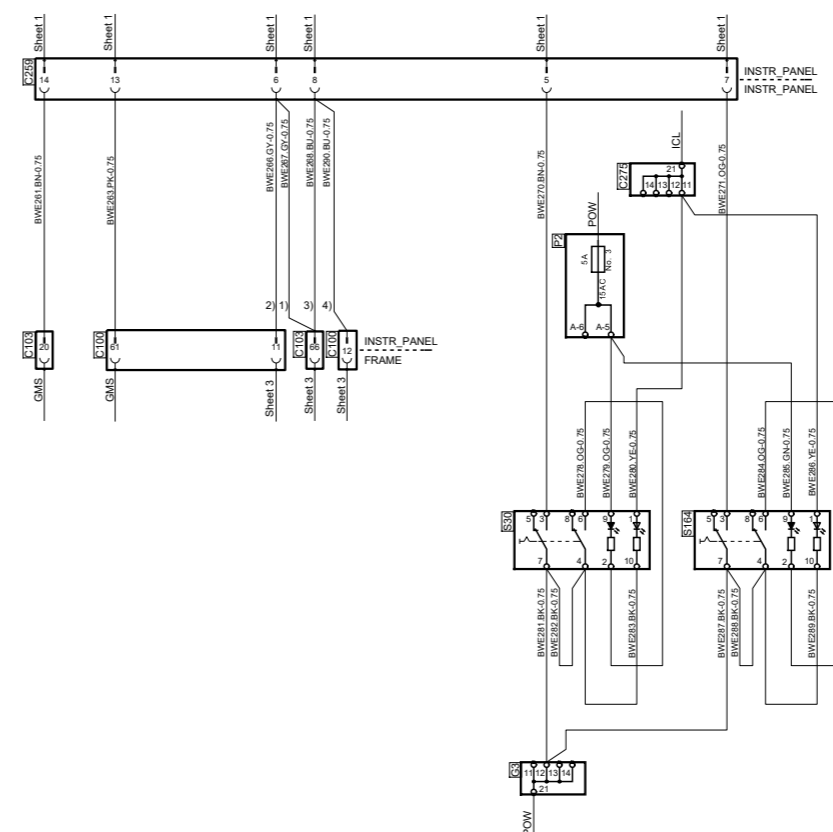 Sheet 1
Sheet 1
Sheet 1
Sheet 1
Sheet 1
Sheet 1
C259
14
13
6
8
5
7
INSTR_PANEL
INSTR_PANEL
BWE261.BN-0.75
BWE263.PK-0.75
BWE266.GY-0.75
BWE267.GY-0.75
BWE268.BU-0.75
BWE290.BU-0.75
BWE270.BN-0.75
BWE271.OG-0.75
ICL
C275
21
14 13 12 11
POW
P2
5A
No. 3
15AC
A-6
A-5
2)
1)
3)
4)
C103
20
C100
61
11
C103
66
C100
12
INSTR_PANEL
FRAME
GMS
GMS
Sheet 3
Sheet 3
Sheet 3
BWE278.OG-0.75
BWE279.OG-0.75
BWE280.YE-0.75
BWE284.OG-0.75
BWE285.GN-0.75
BWE286.YE-0.75
S30
5 3 8 6 9 1
7 4 2 10
S164
5 3 8 6 9 1
7 4 2 10
BWE281.BK-0.75
BWE282.BK-0.75
BWE283.BK-0.75
BWE287.BK-0.75
BWE288.BK-0.75
BWE289.BK-0.75
G3
11 12 13 14
21
POW